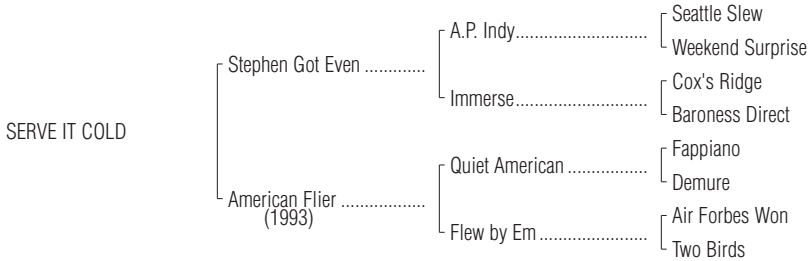 Seattle Slew
A.P. Indy..............................
Weekend Surprise
Stephen Got Even .............
Cox's Ridge
Immerse..............................
Baroness Direct
SERVE IT COLD
Fappiano
Quiet American ..................
Demure
American Flier ..................
(1993)
Air Forbes Won
Flew by Em.........................
Two Birds